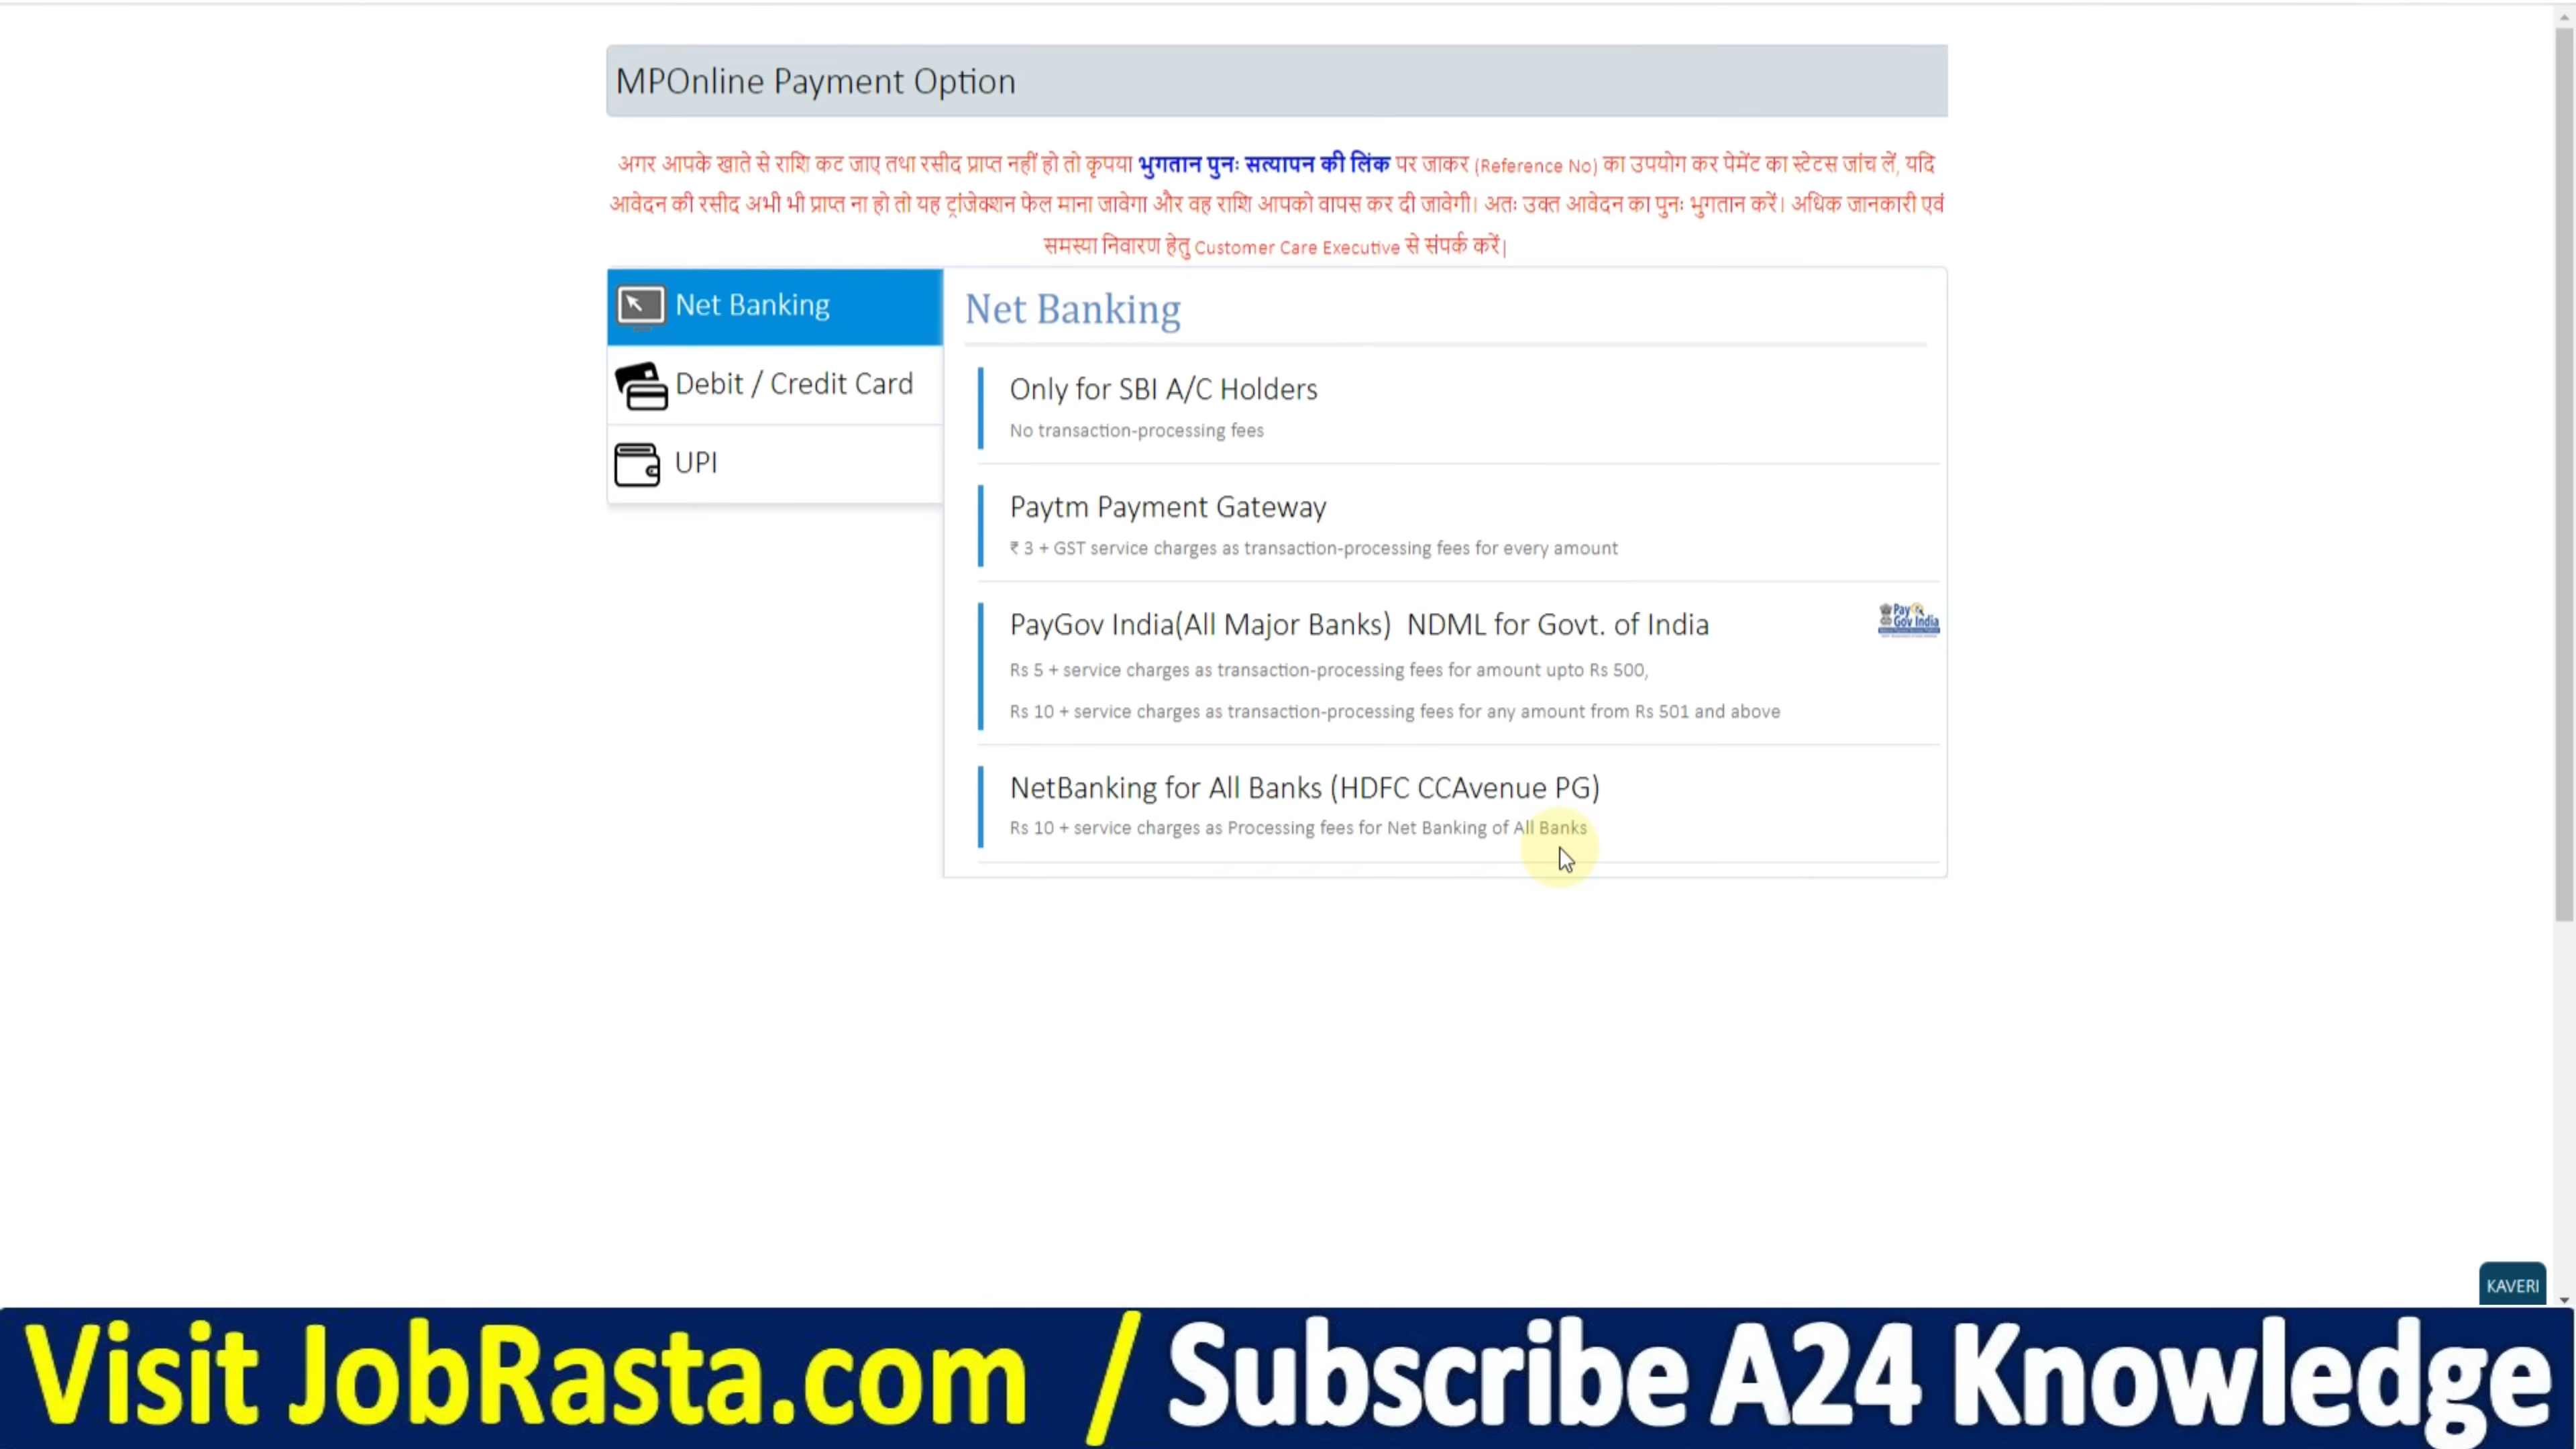 MPOnline Payment Option
अगर आपके खाते से राशि कट जाए तथा रसीद प्राप्त नहीं हो तो कृपया भुगतान पुनः सत्यापन की लिंक पर जाकर (Reference No) का उपयोग कर पेमेंट का स्टेटस जांच लें, यदि
आवेदन की रसीद अभी भी प्राप्त ना हो तो यह ट्रांजेक्शन फेल माना जावेगा और वह राशि आपको वापस कर दी जावेगी। अतः उक्त आवेदन का पुनः भुगतान करें। अधिक जानकारी एवं
समस्या निवारण हेतु Customer Care Executive से संपर्क करें|
Net Banking
Debit / Credit Card
UPI
Net Banking
Only for SBI A/C Holders
No transaction-processing fees
Paytm Payment Gateway
₹ 3 + GST service charges as transaction-processing fees for every amount
PayGov India(All Major Banks) NDML for Govt. of India
Pay
Gov India
Rs 5 + service charges as transaction-processing fees for amount upto Rs 500,
Rs 10 + service charges as transaction-processing fees for any amount from Rs 501 and above
NetBanking for All Banks (HDFC CCAvenue PG)
Rs 10 + service charges as Processing fees for Net Banking of All Banks
KAVERI
Visit JobRasta.com / Subscribe A24 Knowledge